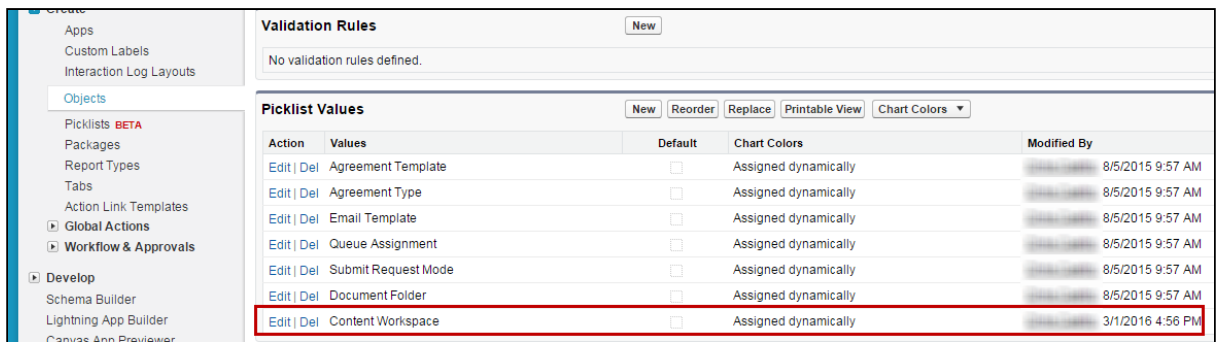 Create
Apps
Custom Labels
Interaction Log Layouts
Objects
Picklists BETA
Packages
Report Types
Tabs
Action Link Templates
Global Actions
Workflow & Approvals
Develop
Schema Builder
Lightning App Builder
Canvas App Previewer
Validation Rules New
No validation rules defined.
Picklist Values New Reorder Replace Printable View Chart Colors ▼
Action Values Default Chart Colors Modified By
Edit | Del Agreement Template Assigned dynamically 8/5/2015 9:57 AM
Edit | Del Agreement Type Assigned dynamically 8/5/2015 9:57 AM
Edit | Del Email Template Assigned dynamically 8/5/2015 9:57 AM
Edit | Del Queue Assignment Assigned dynamically 8/5/2015 9:57 AM
Edit | Del Submit Request Mode Assigned dynamically 8/5/2015 9:57 AM
Edit | Del Document Folder Assigned dynamically 8/5/2015 9:57 AM
Edit | Del Content Workspace Assigned dynamically 3/1/2016 4:56 PM